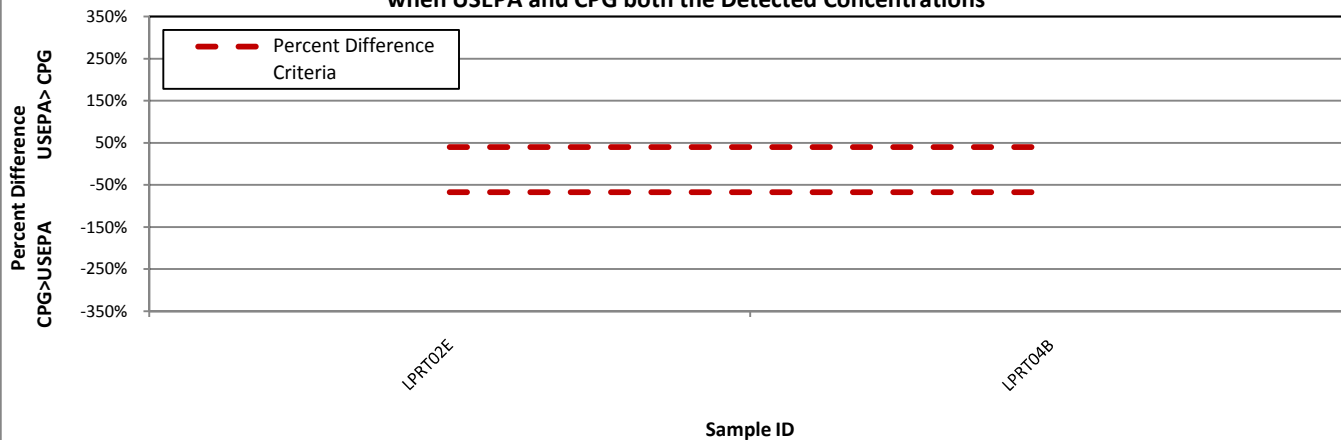 when USEPA and CPG both the Detected Concentrations
350%
250%
150%
50%
-50%
-150%
-250%
-350%
Percent Difference
Criteria
Percent Difference
CPG>USEPA USEPA> CPG
LPRT02E
LPRT04B
Sample ID